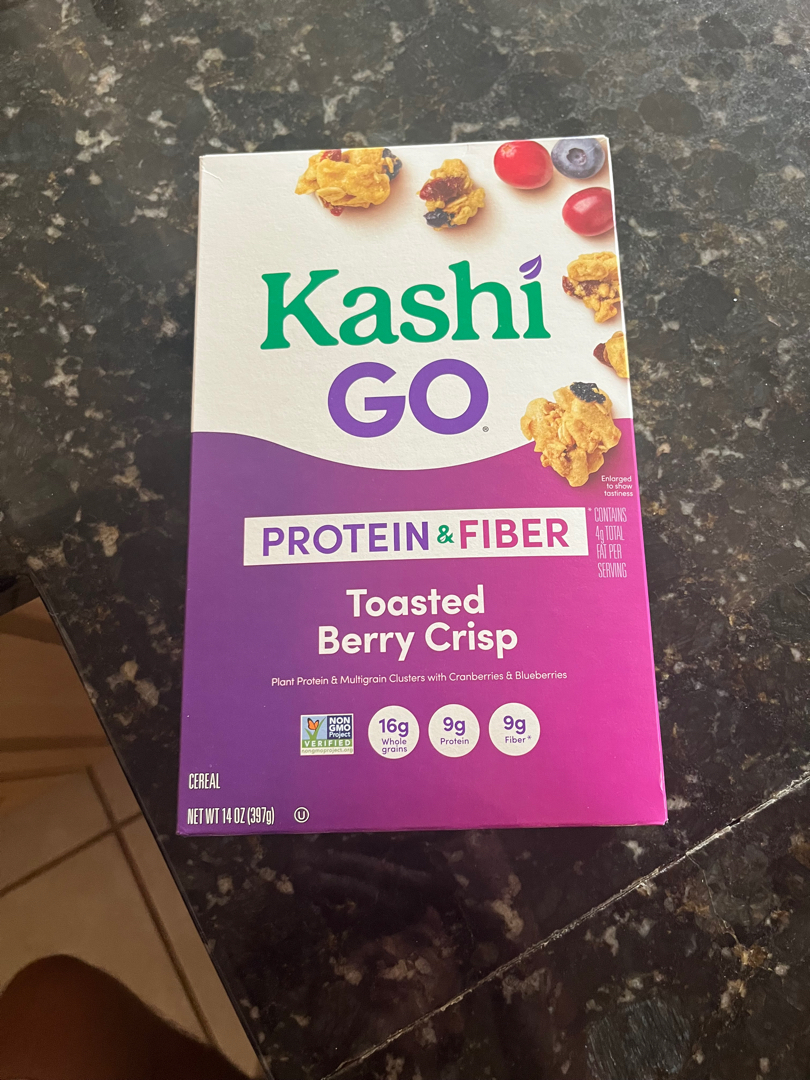 Kashi
GO®
Enlarged
to show
tastiness
PROTEIN & FIBER
* CONTAINS
4g TOTAL
FAT PER
SERVING
Toasted
Berry Crisp
Plant Protein & Multigrain Clusters with Cranberries & Blueberries
NON
GMO
Project
VERIFIED
nongmoproject.org
16g
Whole
grains
9g
Protein
9g
Fiber*
CEREAL
NET WT 14 OZ (397g)
U